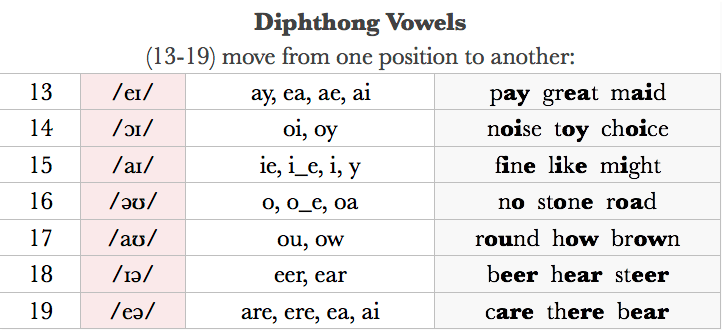 Diphthong Vowels
(13-19) move from one position to another:
13 /eɪ/ ay, ea, ae, ai pay great maid
14 /ɔɪ/ oi, oy noise toy choice
15 /aɪ/ ie, i_e, i, y fine like might
16 /əʊ/ o, o_e, oa no stone road
17 /aʊ/ ou, ow round how brown
18 /ɪə/ eer, ear beer hear steer
19 /eə/ are, ere, ea, ai care there bear